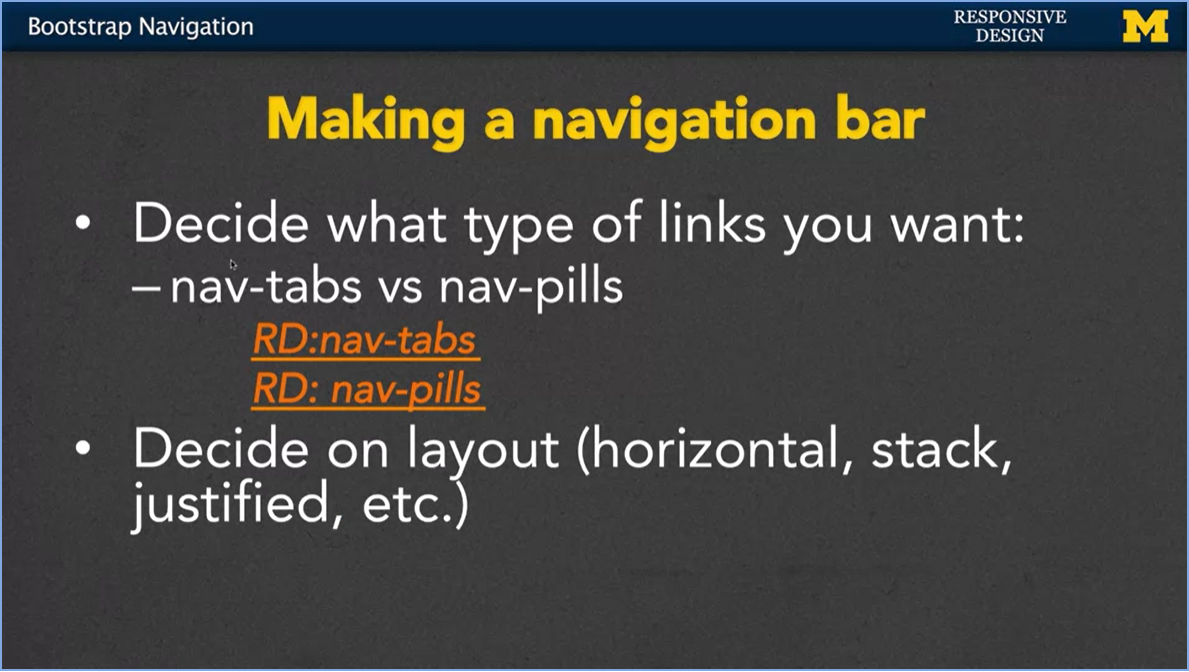 Bootstrap Navigation
RESPONSIVE
DESIGN
M
Making a navigation bar
• Decide what type of links you want:
– nav-tabs vs nav-pills
RD:nav-tabs
RD: nav-pills
• Decide on layout (horizontal, stack,
justified, etc.)